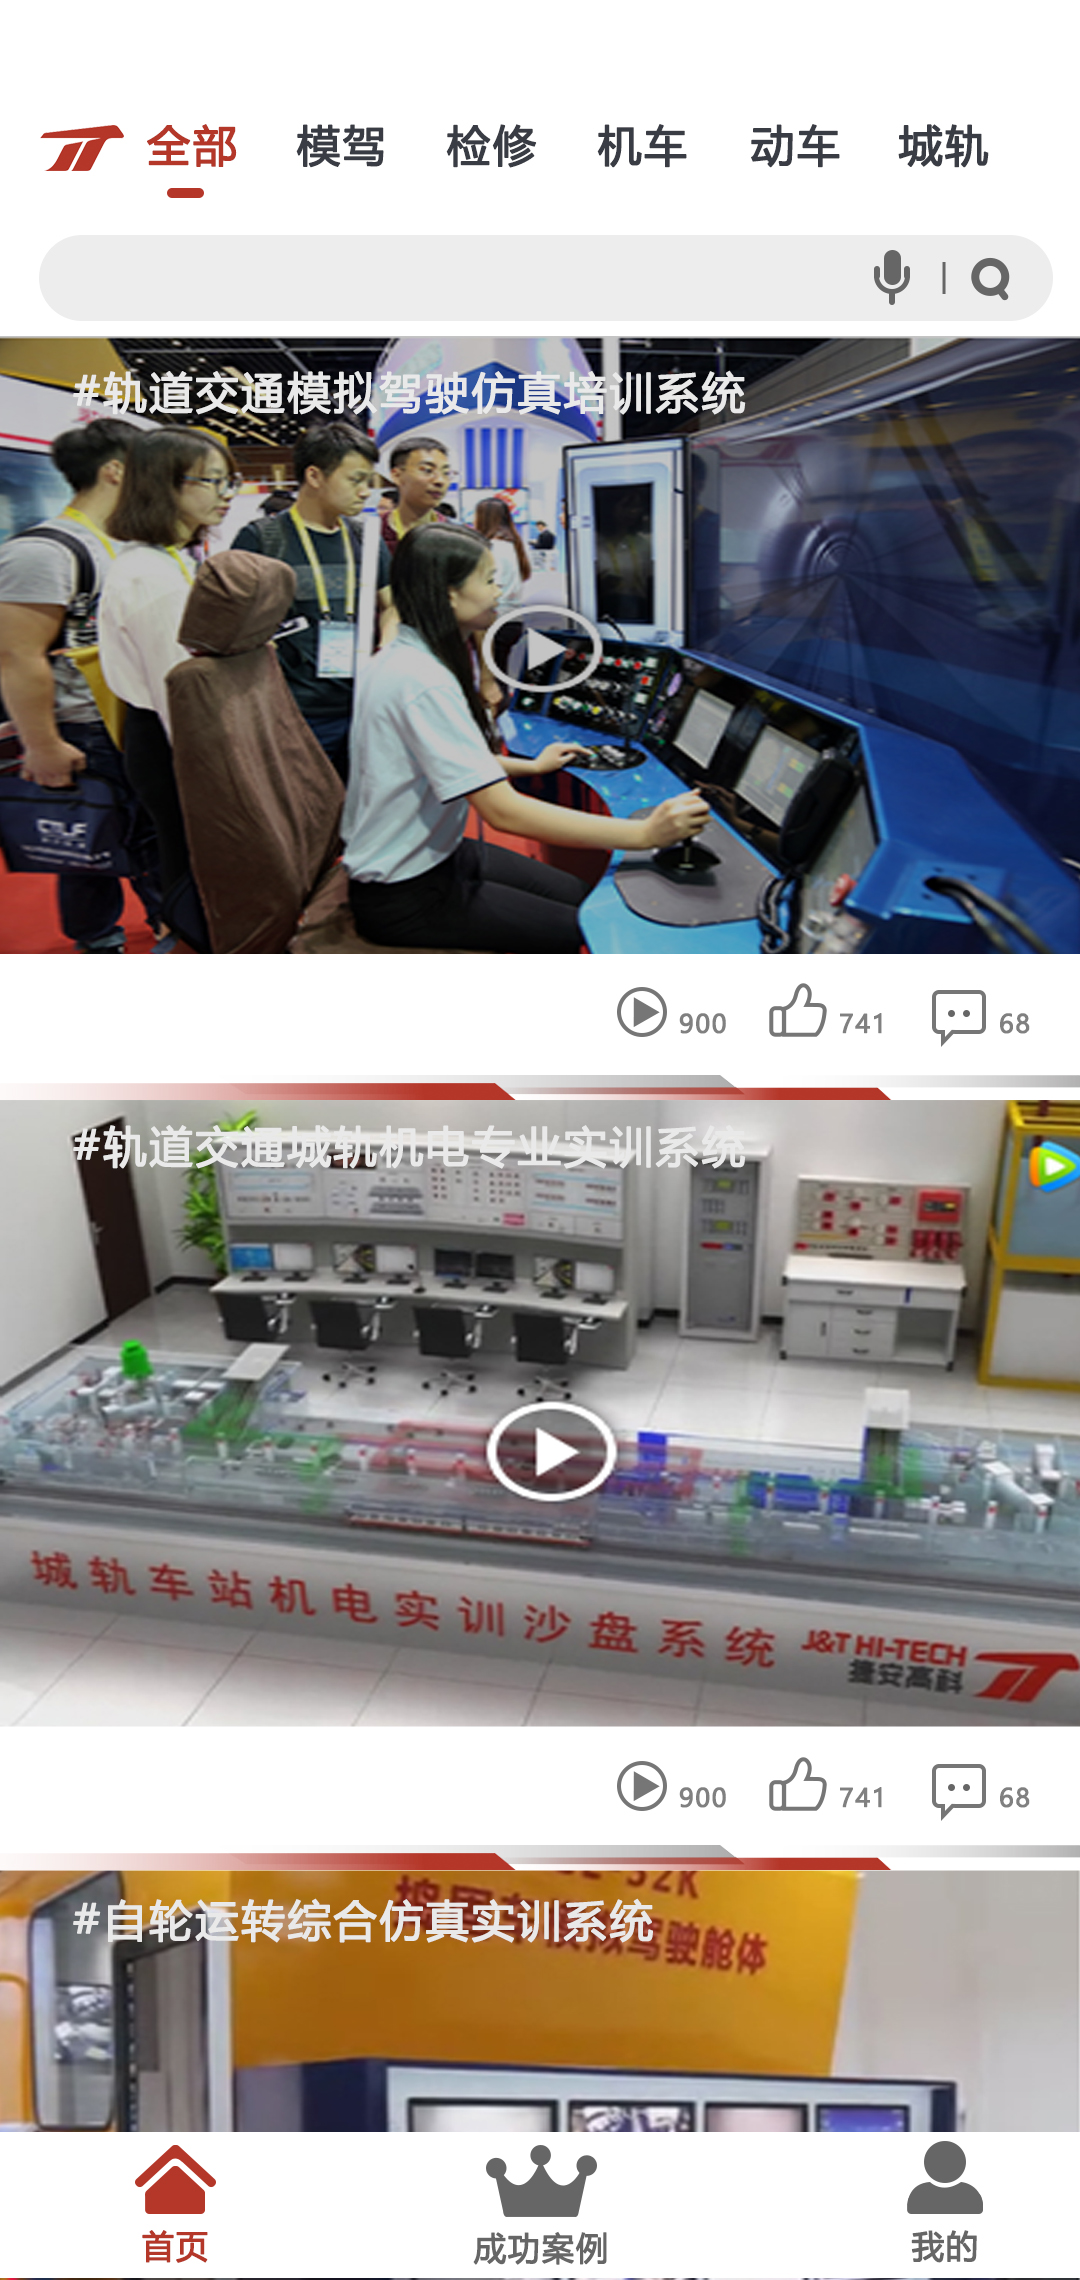 全部 模驾 检修 机车 动车 城轨
#轨道交通模拟驾驶仿真培训系统
900 741 68
#轨道交通城轨机电专业实训系统
城轨车站机电实训沙盘系统
J&T HI-TECH
捷安高科
900 741 68
#自轮运转综合仿真实训系统
模拟驾驶舱体
首页 成功案例 我的